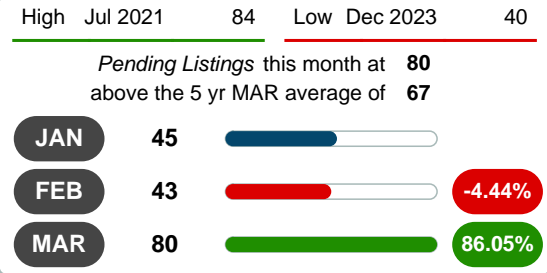 High Jul 2021 84 Low Dec 2023 40
Pending Listings this month at 80
above the 5 yr MAR average of 67
JAN 45
FEB 43 -4.44%
MAR 80 86.05%